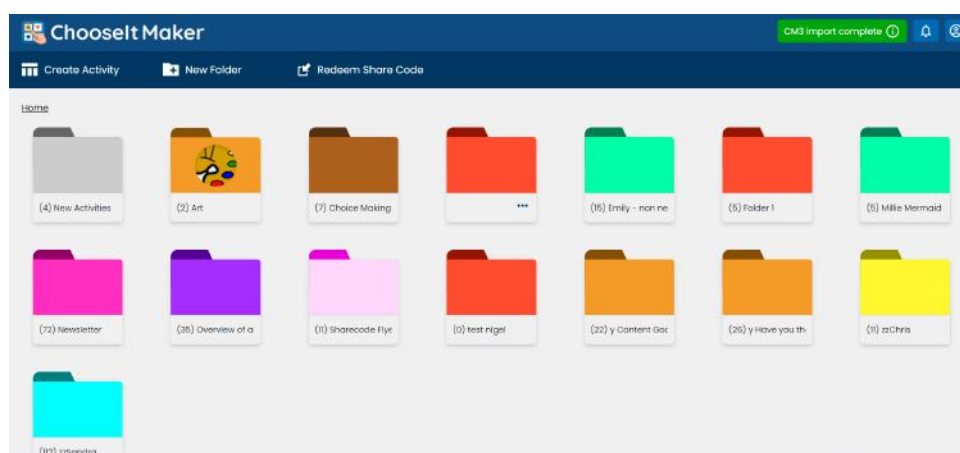 ChooseIt Maker
CM3 import complete
Create Activity
New Folder
Redeem Share Code
Home
(4) New Activities
(2) Art
(7) Choice Making
(15) Emily - non ne
(5) Folder 1
(5) Millie Mermaid
(72) Newsletter
(35) Overview of a
(11) Sharecode Flye
(0) test nigel
(22) y Content Goc
(26) y Have you th
(11) zzChris